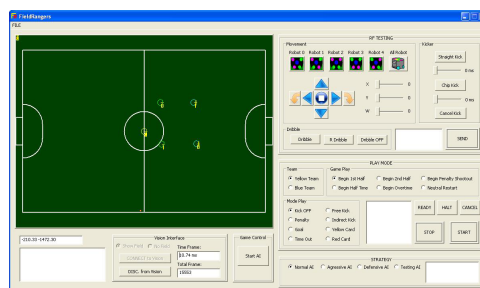 FieldRangers
FILE
RF TESTING
Movement
Kicker
Robot 0 Robot 1 Robot 2 Robot 3 Robot 4 All Robot
Straight Kick
0 ms
X 0
Chip Kick
Y 0
0 ms
W 0
Cancel Kick
Dribble
Dribble R Dribble Dribble OFF
SEND
PLAY MODE
Team
Game Play
Yellow Team
Begin 1st Half Begin 2nd Half Begin Penalty Shootout
Blue Team
Begin Half Time Begin Overtime Neutral Restart
Mode Play
Kick OFF Free Kick
READY HALT CANCEL
Penalty Indirect Kick
Goal Yellow Card
STOP START
Time Out Red Card
-210.33 -1472.30
Vision Interface
Game Control
Time Frame:
CONNECT to Vision
10.74 ms
Start AI
Total Frame:
DISC. from Vision
15553
STRATEGY
Normal AI Agressive AI Defensive AI Testing AI